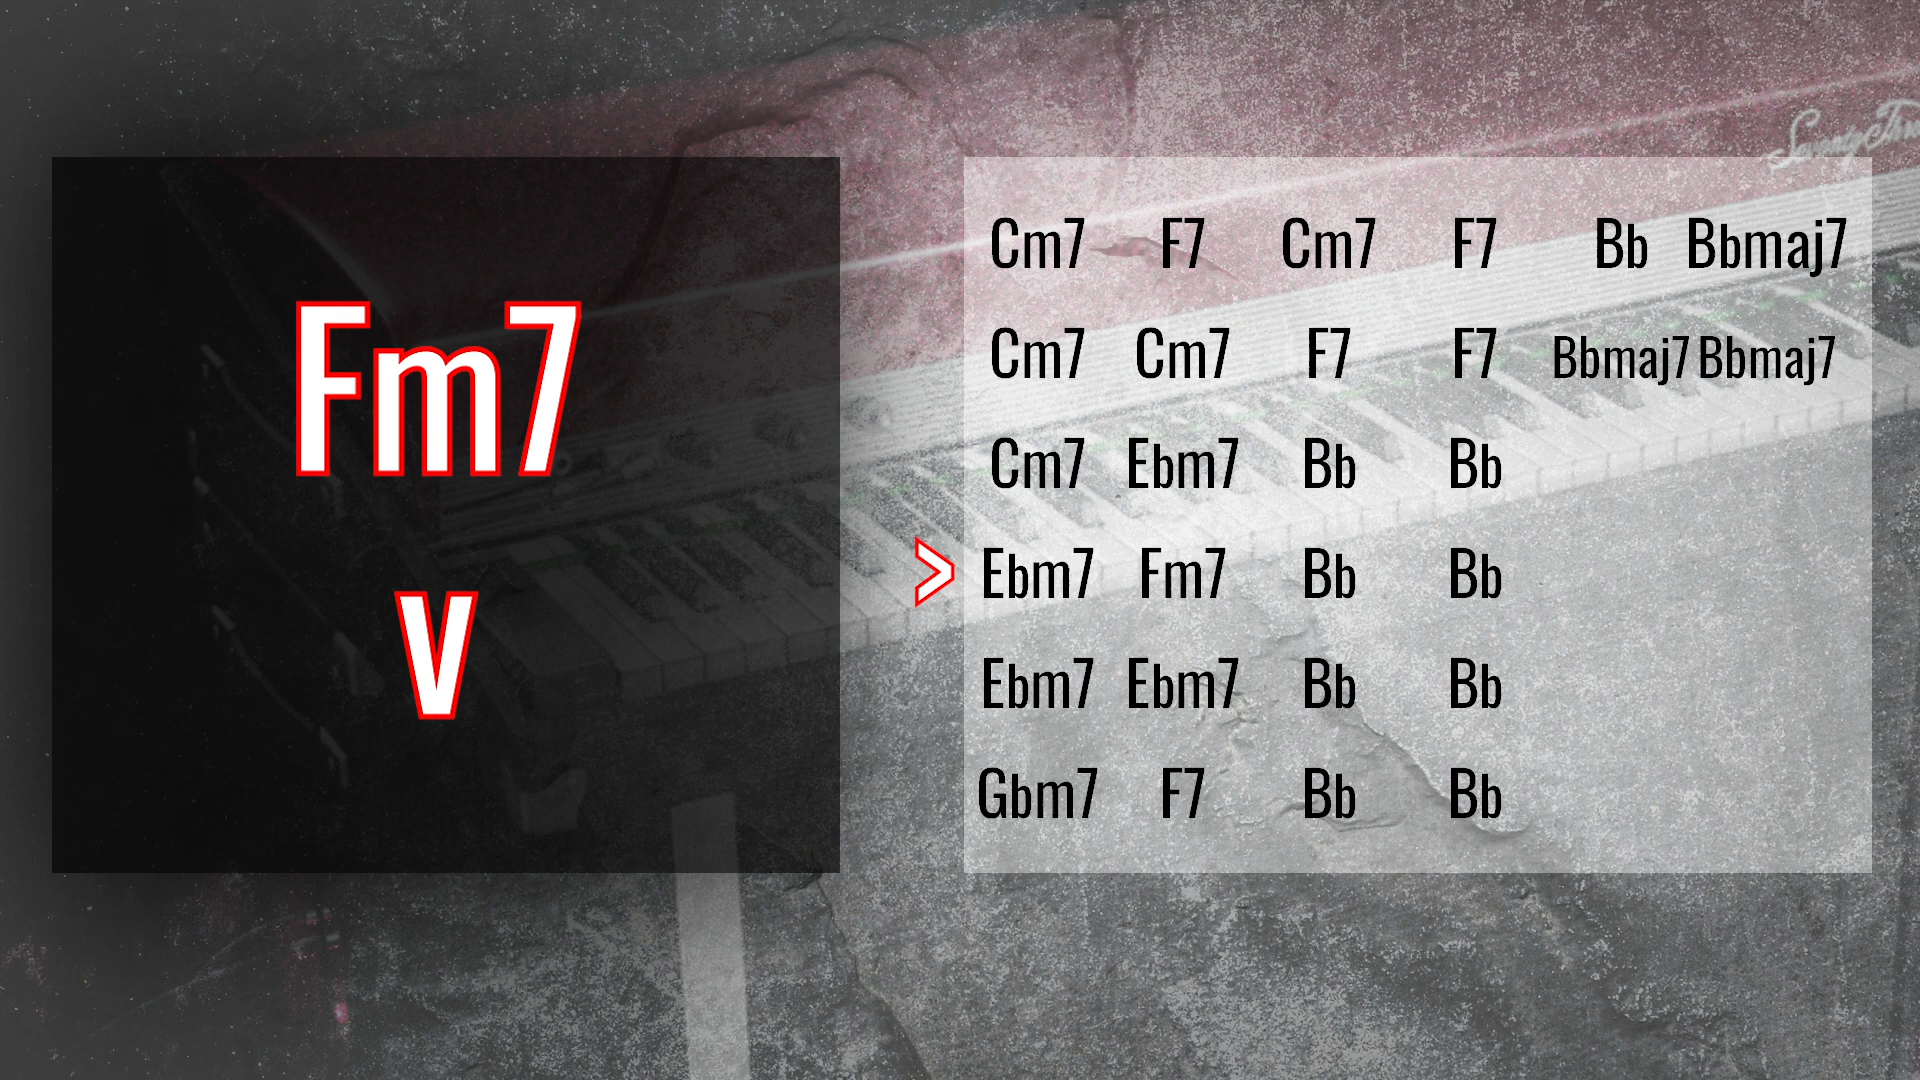 Fm7
v
Cm7 F7 Cm7 F7 Bb Bbmaj7
Cm7 Cm7 F7 F7 Bbmaj7 Bbmaj7
Cm7 Ebm7 Bb Bb
> Ebm7 Fm7 Bb Bb
Ebm7 Ebm7 Bb Bb
Gbm7 F7 Bb Bb